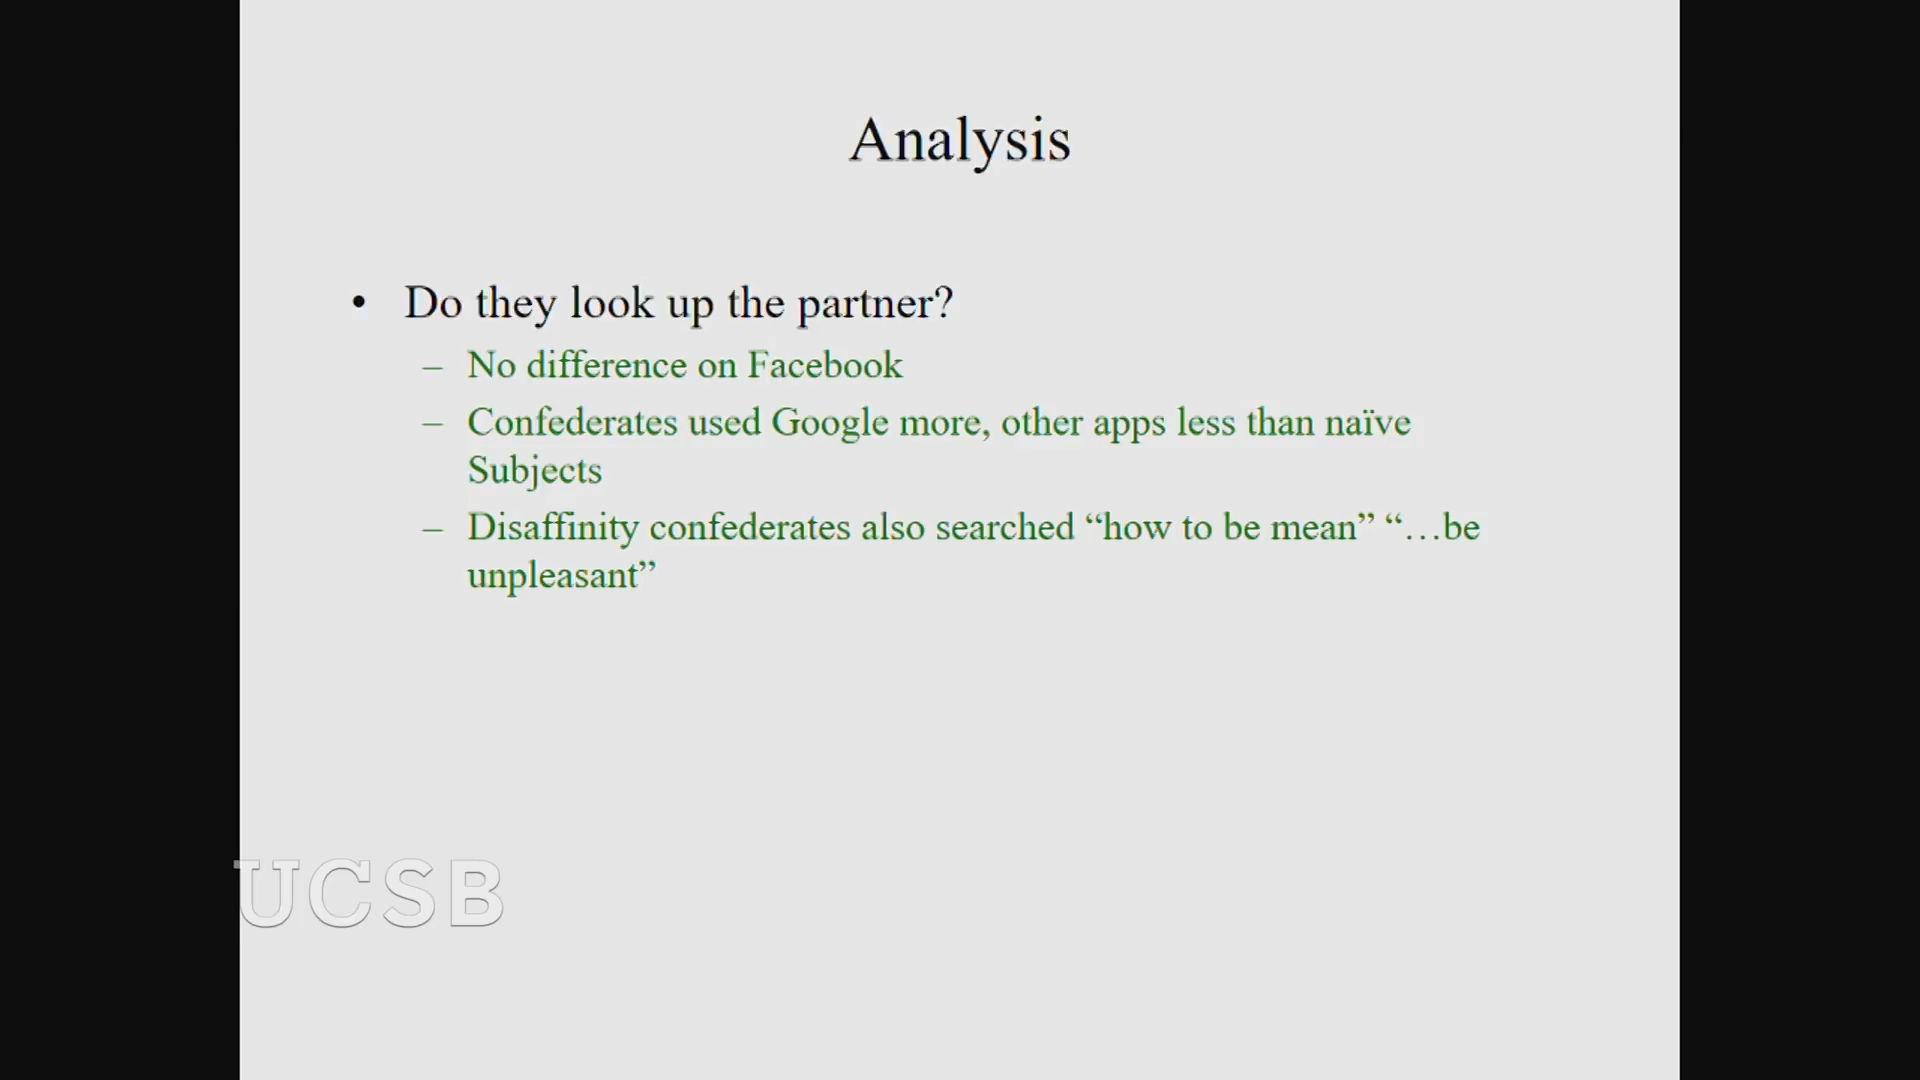 Analysis
• Do they look up the partner?
– No difference on Facebook
– Confederates used Google more, other apps less than naïve
Subjects
– Disaffinity confederates also searched “how to be mean” “…be
unpleasant”
UCSB